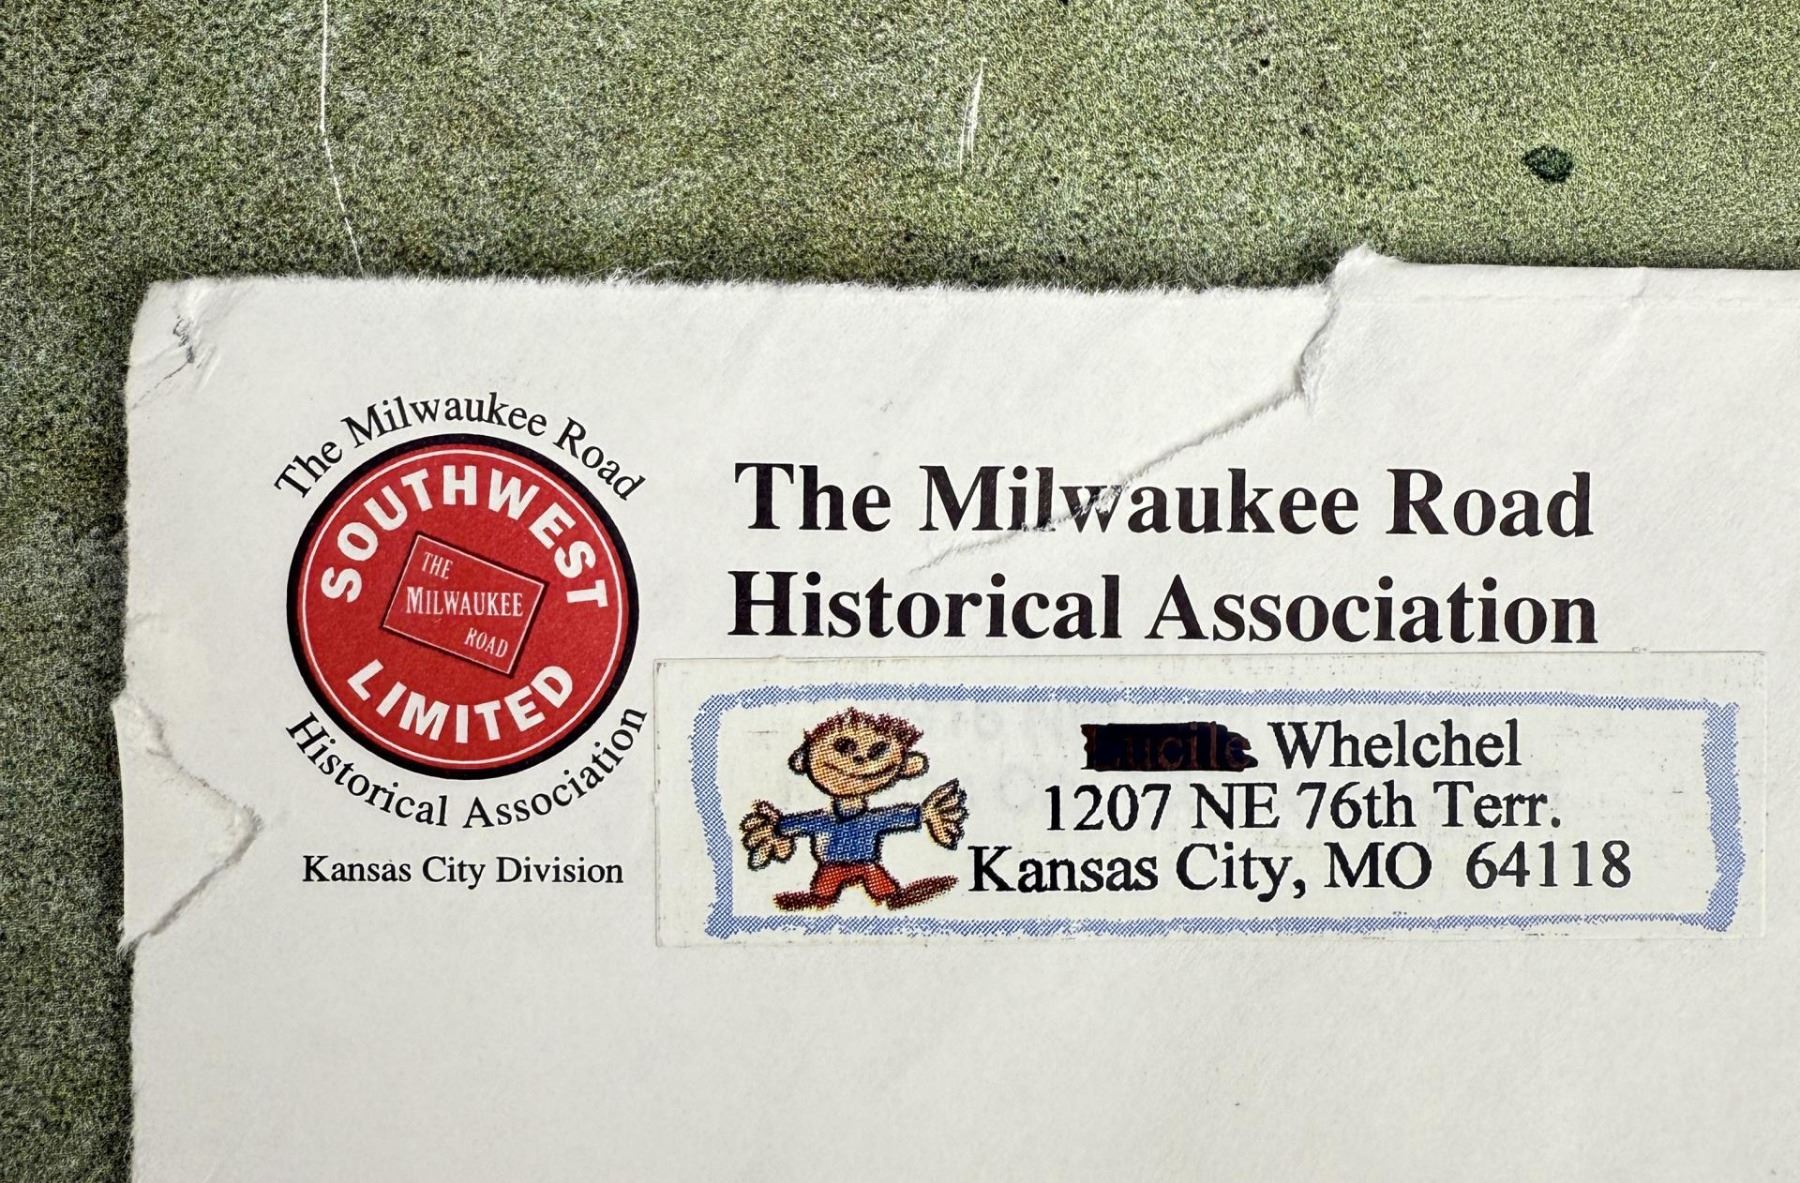 The Milwaukee Road
SOUTHWEST
THE
MILWAUKEE
ROAD
LIMITED
Historical Association
Kansas City Division
The Milwaukee Road
Historical Association
Whelchel
1207 NE 76th Terr.
Kansas City, MO 64118